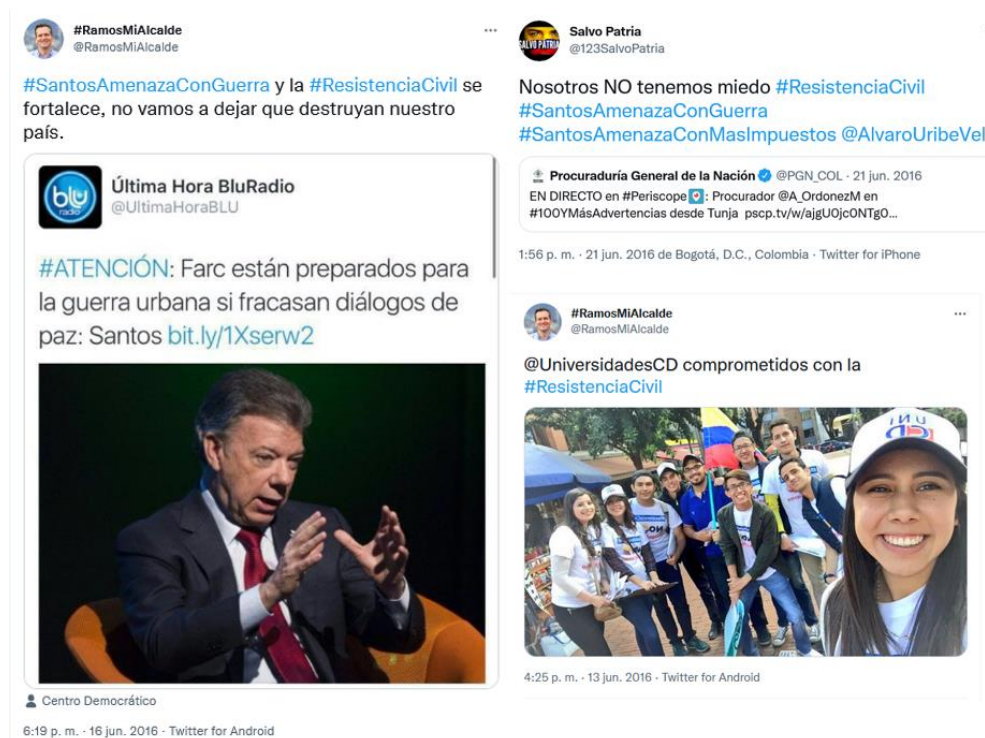 #RamosMiAlcalde
@RamosMiAlcalde
#SantosAmenazaConGuerra y la #ResistenciaCivil se
fortalece, no vamos a dejar que destruyan nuestro
país.
blu
radio
Última Hora BluRadio
@UltimaHoraBLU
#ATENCIÓN: Farc están preparados para
la guerra urbana si fracasan diálogos de
paz: Santos bit.ly/1Xserw2
Centro Democrático
6:19 p. m. · 16 jun. 2016 · Twitter for Android
SALVO PATRIA
Salvo Patria
@123SalvoPatria
Nosotros NO tenemos miedo #ResistenciaCivil
#SantosAmenazaConGuerra
#SantosAmenazaConMasImpuestos @AlvaroUribeVel
Procuraduría General de la Nación @PGN_COL · 21 jun. 2016
EN DIRECTO en #Periscope : Procurador @A_OrdonezM en
#100YMásAdvertencias desde Tunja pscp.tv/w/ajgU0jc0NTg0...
1:56 p. m. · 21 jun. 2016 de Bogotá, D.C., Colombia · Twitter for iPhone
#RamosMiAlcalde
@RamosMiAlcalde
@UniversidadesCD comprometidos con la
#ResistenciaCivil
4:25 p. m. · 13 jun. 2016 · Twitter for Android